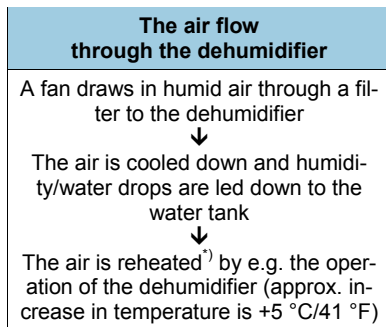 The air flow
through the dehumidifier
A fan draws in humid air through a fil-
ter to the dehumidifier
↓
The air is cooled down and humidi-
ty/water drops are led down to the
water tank
↓
The air is reheated*) by e.g. the oper-
ation of the dehumidifier (approx. in-
crease in temperature is +5 °C/41 °F)